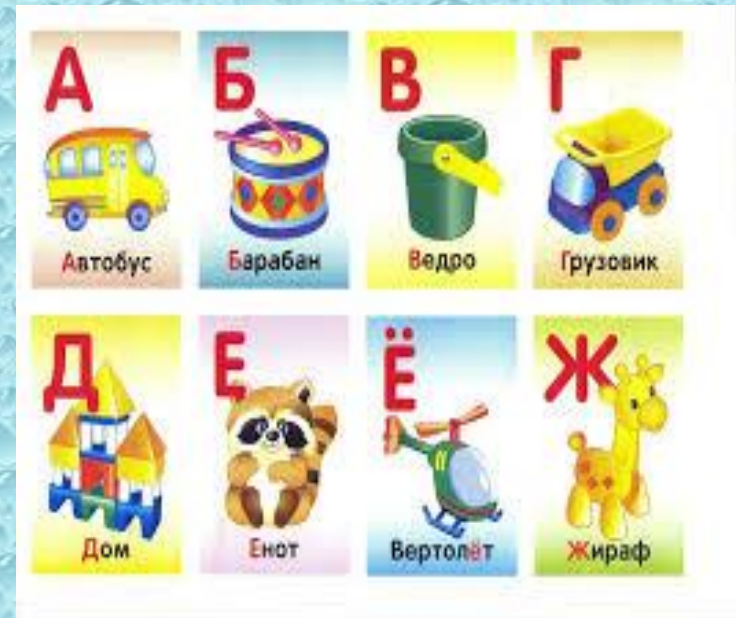 А
Б
В
Г
Автобус
Барабан
Ведро
Грузовик
Д
Е
Ё
Ж
Дом
Енот
Вертолёт
Жираф